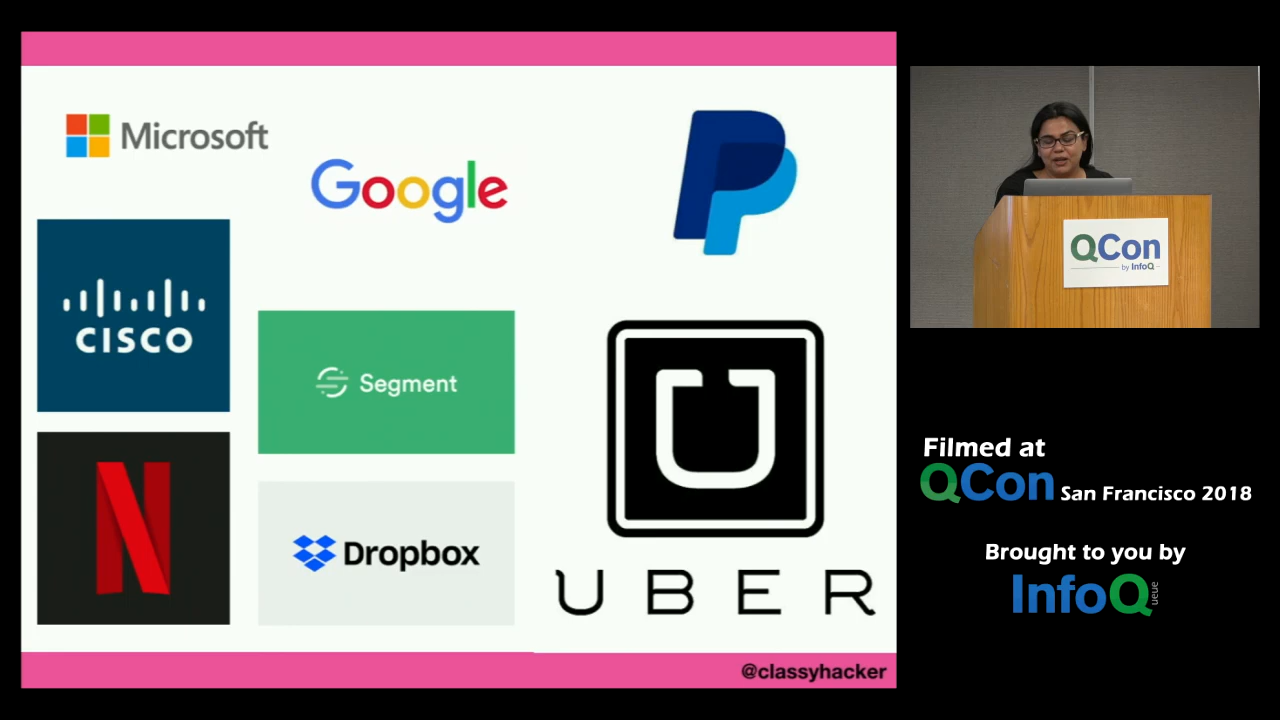 Microsoft
Google
CISCO
Segment
Dropbox
UBER
@classyhacker
QCon
by InfoQ
Filmed at
QCon San Francisco 2018
Brought to you by
InfoQueue